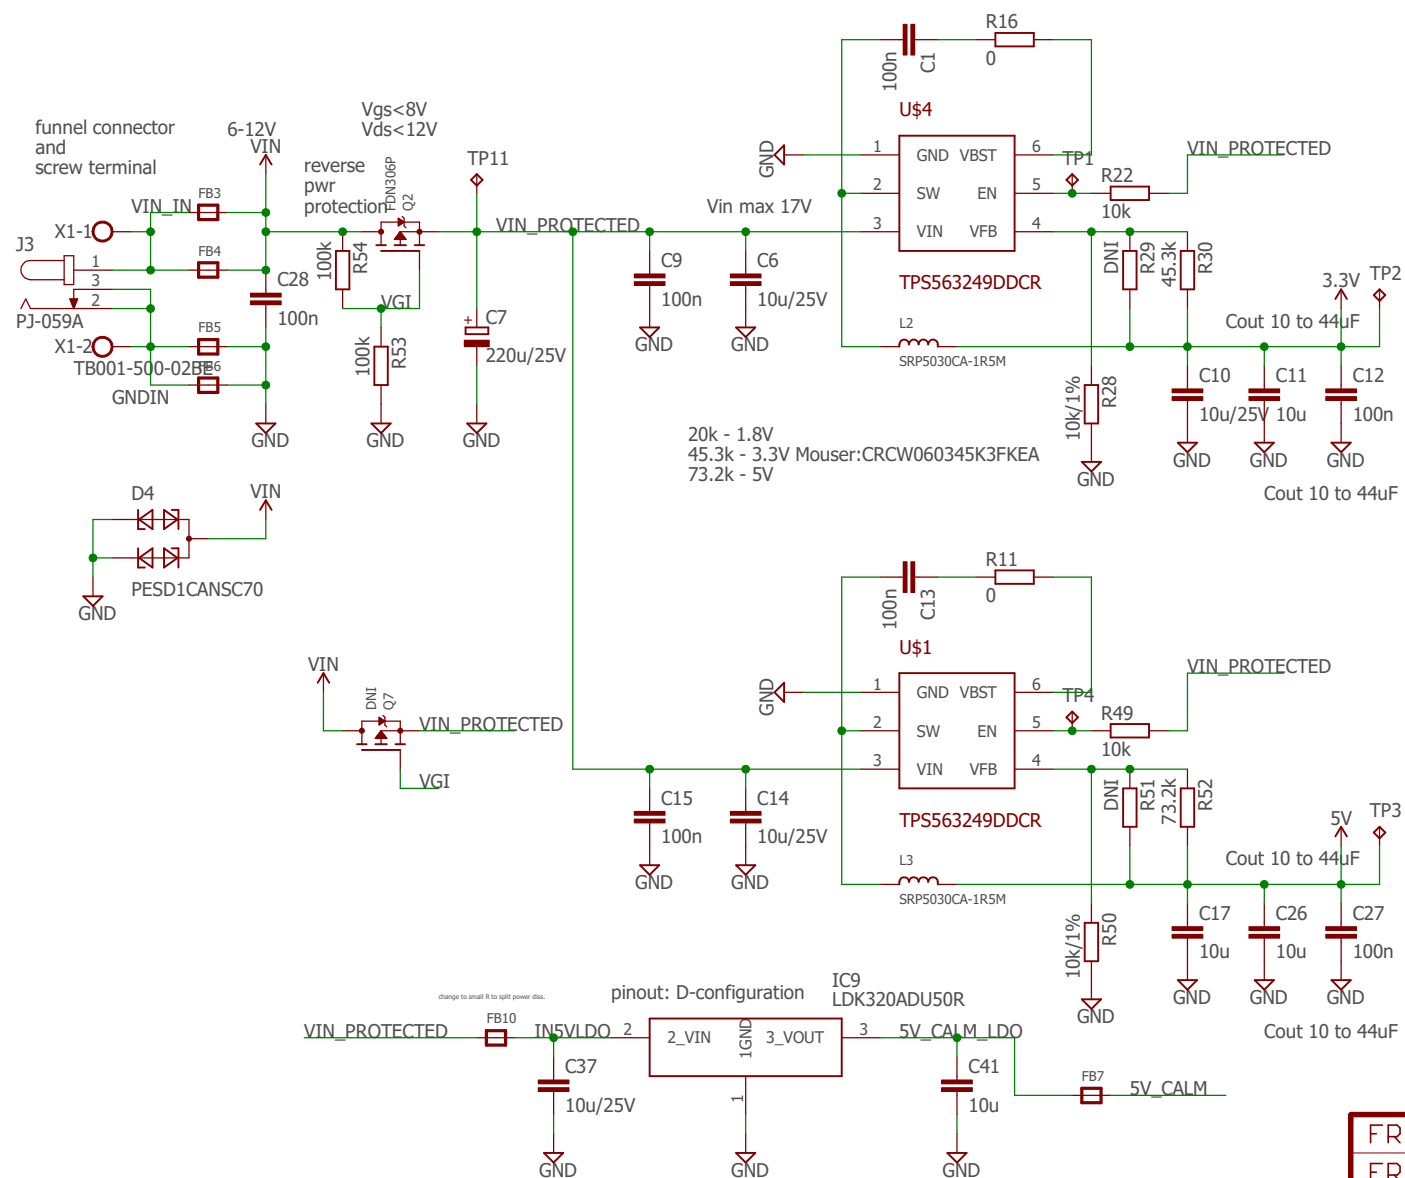 R16
0
100n
C1
U$4
Vgs<8V
Vds<12V
funnel connector
and
screw terminal
6-12V
VIN
reverse
pwr
protection
FDN306P
Q2
TP11
VIN_PROTECTED
Vin max 17V
GND
1 GND VBST 6
2 SW EN 5
3 VIN VFB 4
TPS563249DDCR
TP1
R22
10k
VIN_PROTECTED
VIN_IN
FB3
X1-1
J3
1
3
2
PJ-059A
FB4
C28
100n
FB5
X1-2
TB001-500-02BE
FB6
GNDIN
GND
100k
R54
VGI
100k
R53
GND
+
C7
220u/25V
GND
C9
100n
GND
C6
10u/25V
GND
DNI
R29
45.3k
R30
3.3V
TP2
Cout 10 to 44uF
L2
SRP5030CA-1R5M
10k/1%
R28
GND
C10
10u/25V
GND
C11
10u
GND
C12
100n
GND
Cout 10 to 44uF
20k - 1.8V
45.3k - 3.3V Mouser:CRCW060345K3FKEA
73.2k - 5V
D4
VIN
PESD1CANSC70
GND
R11
0
100n
C13
U$1
VIN
DNI
Q7
VIN_PROTECTED
VGI
GND
1 GND VBST 6
2 SW EN 5
3 VIN VFB 4
TPS563249DDCR
TP4
R49
10k
VIN_PROTECTED
C15
100n
GND
C14
10u/25V
GND
DNI
R51
73.2k
R52
5V
TP3
Cout 10 to 44uF
L3
SRP5030CA-1R5M
10k/1%
R50
GND
C17
10u
GND
C26
10u
GND
C27
100n
GND
Cout 10 to 44uF
change to small R to split power diss.
pinout: D-configuration
IC9
LDK320ADU50R
VIN_PROTECTED
FB10
IN5VLDO
2
2_VIN
1GND
3_VOUT
3
1
5V_CALM_LDO
C37
10u/25V
GND
GND
C41
10u
GND
FB7
5V_CALM
FR
FR